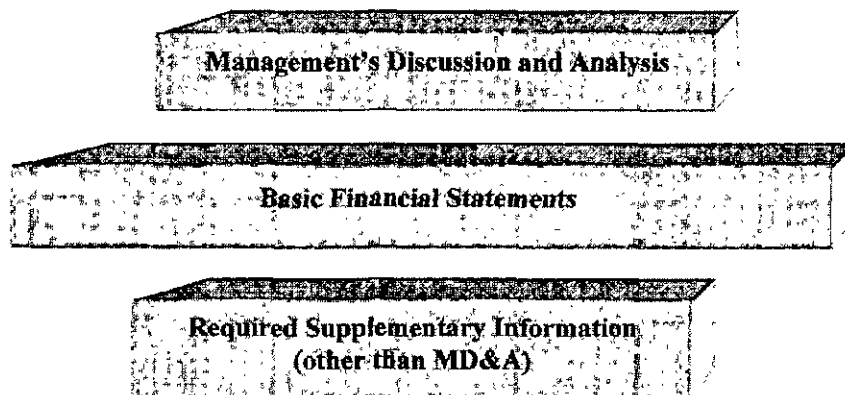 Management's Discussion and Analysis
Basic Financial Statements
Required Supplementary Information
(other than MD&A)